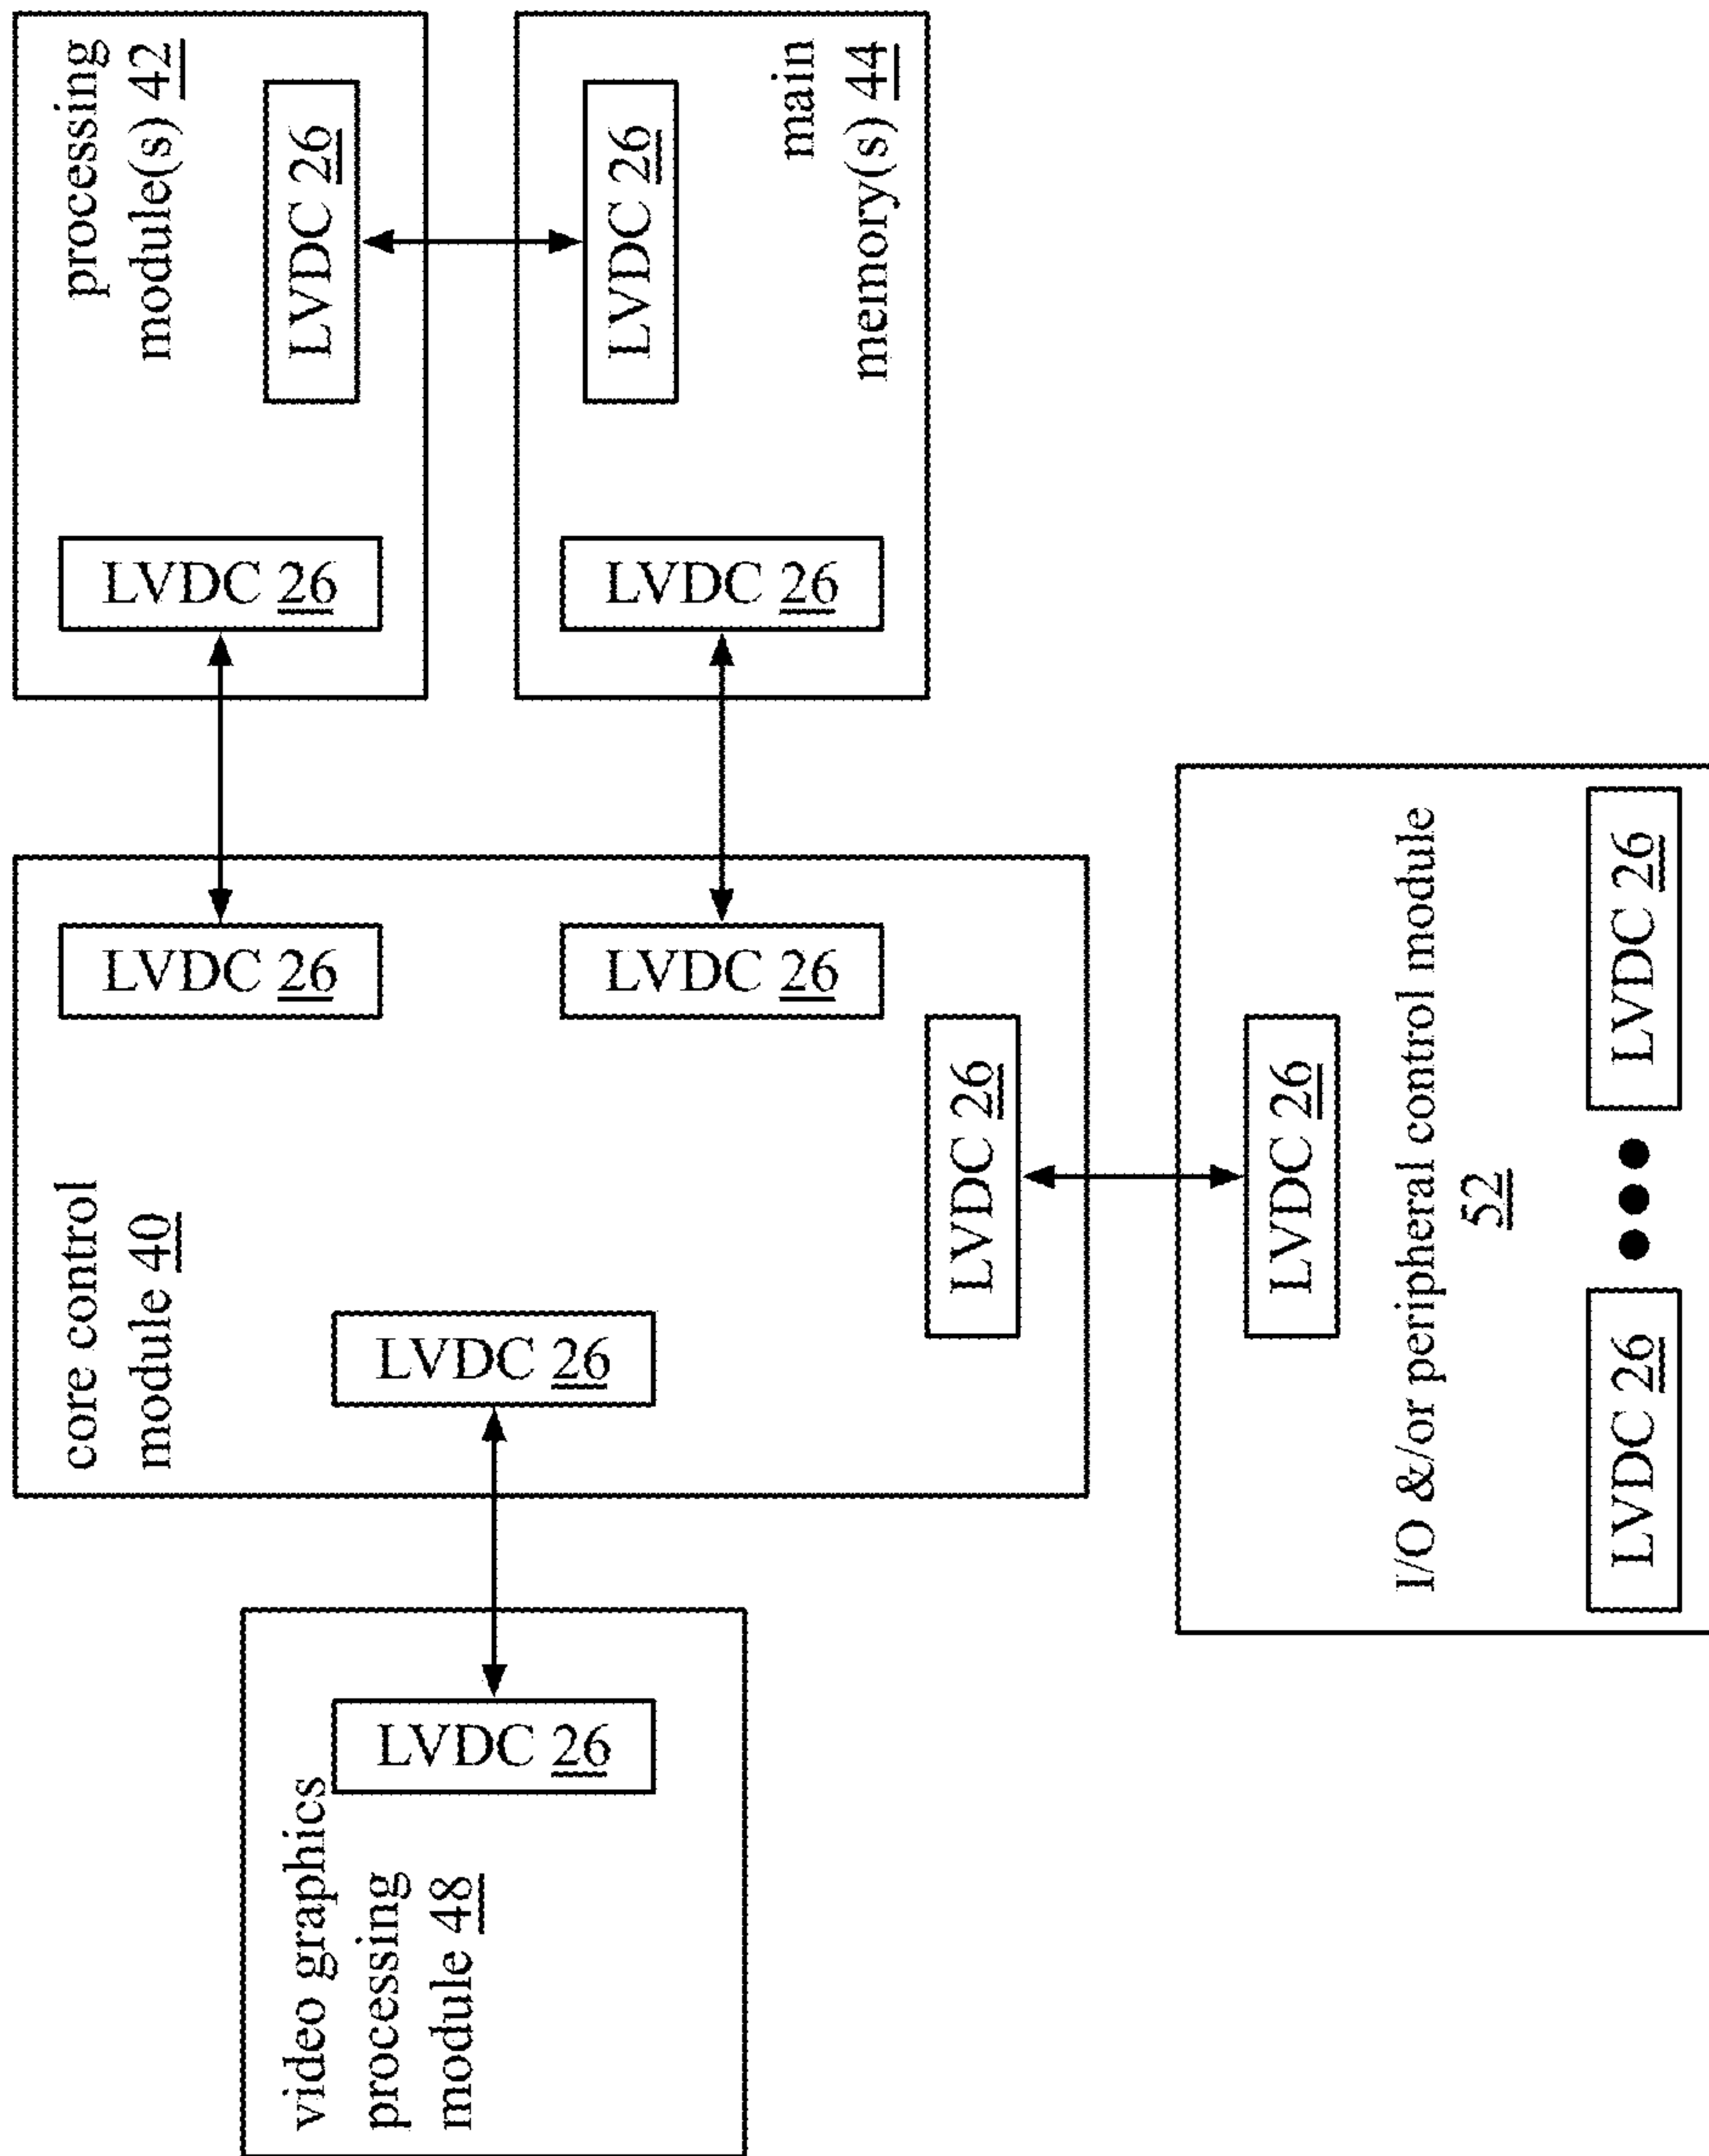 video graphics
processing
module 48
LVDC 26
core control
module 40
LVDC 26
LVDC 26
LVDC 26
LVDC 26
processing
module(s) 42
LVDC 26
LVDC 26
LVDC 26
LVDC 26
main
memory(s) 44
LVDC 26
I/O &/or peripheral control module
52
LVDC 26
LVDC 26